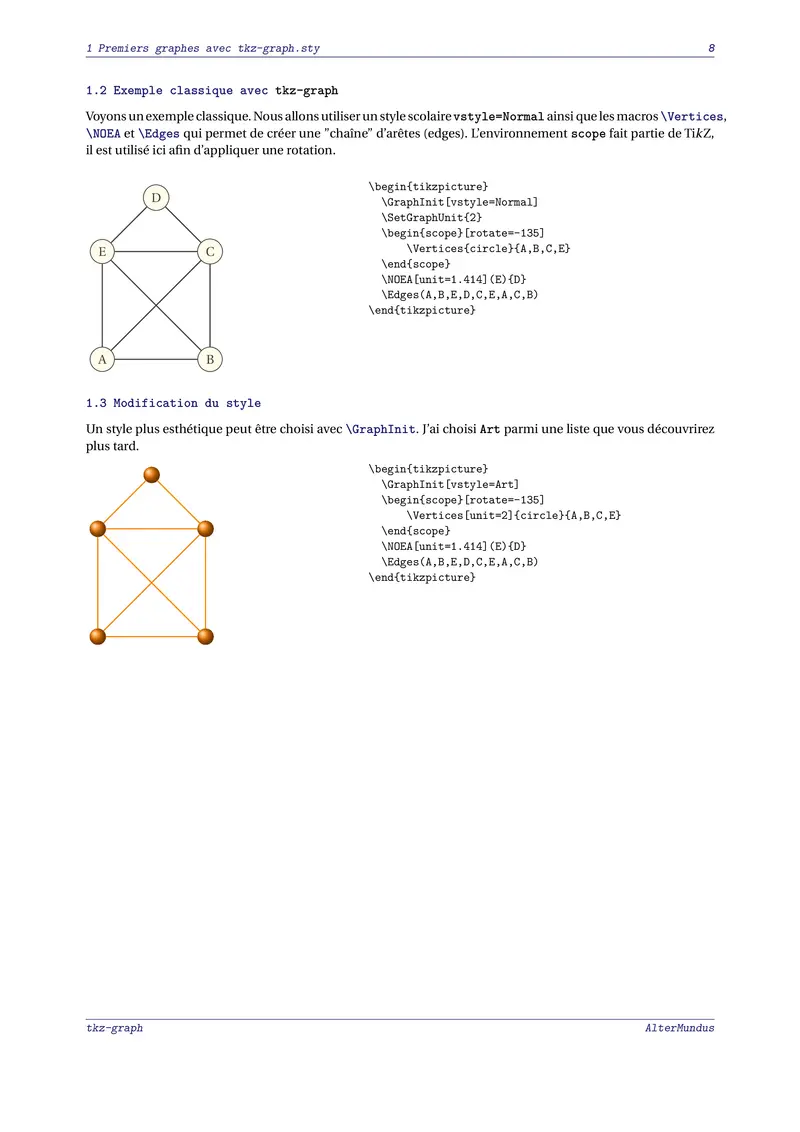 1 Premiers graphes avec tkz-graph.sty 8
1.2 Exemple classique avec tkz-graph
Voyons un exemple classique. Nous allons utiliser un style scolaire vstyle=Normal ainsi que les macros \Vertices,
\NOEA et \Edges qui permet de créer une "chaîne" d'arêtes (edges). L'environnement scope fait partie de TikZ,
il est utilisé ici afin d'appliquer une rotation.
D
E C
A B
\begin{tikzpicture}
\GraphInit[vstyle=Normal]
\SetGraphUnit{2}
\begin{scope}[rotate=-135]
\Vertices{circle}{A,B,C,E}
\end{scope}
\NOEA[unit=1.414](E){D}
\Edges(A,B,E,D,C,E,A,C,B)
\end{tikzpicture}
1.3 Modification du style
Un style plus esthétique peut être choisi avec \GraphInit. J'ai choisi Art parmi une liste que vous découvrirez
plus tard.
\begin{tikzpicture}
\GraphInit[vstyle=Art]
\begin{scope}[rotate=-135]
\Vertices[unit=2]{circle}{A,B,C,E}
\end{scope}
\NOEA[unit=1.414](E){D}
\Edges(A,B,E,D,C,E,A,C,B)
\end{tikzpicture}
tkz-graph AlterMundus